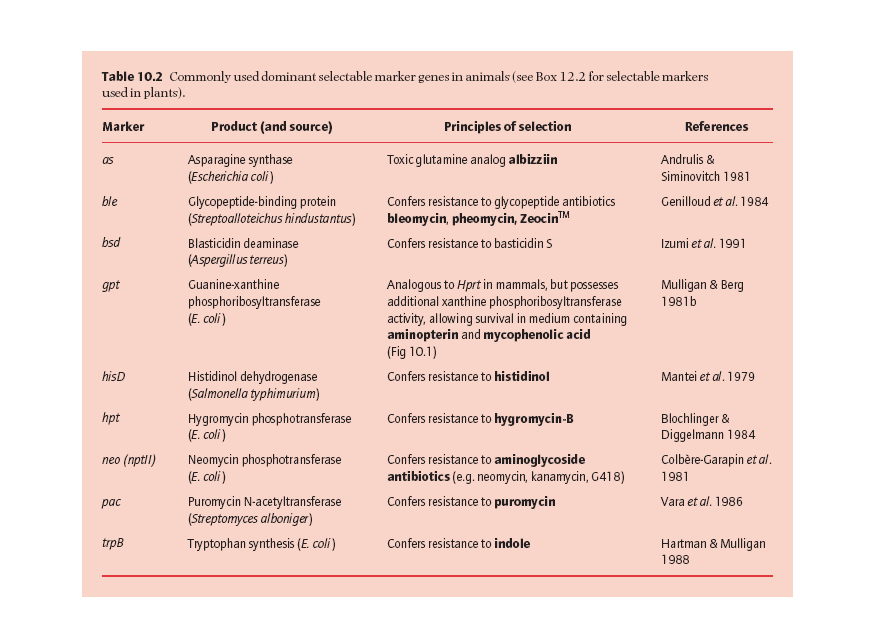 Table 10.2 Commonly used dominant selectable marker genes in animals (see Box 12.2 for selectable markers
used in plants).
Marker Product (and source) Principles of selection References
as Asparagine synthase Toxic glutamine analog albizziin Andrulis &
(Escherichia coli) Siminovitch 1981
ble Glycopeptide-binding protein Confers resistance to glycopeptide antibiotics Genilloud et al. 1984
(Streptoalloteichus hindustantus) bleomycin, pheomycin, Zeocin™
bsd Blasticidin deaminase Confers resistance to basticidin S Izumi et al. 1991
(Aspergillus terreus)
gpt Guanine-xanthine Analogous to Hprt in mammals, but possesses Mulligan & Berg
phosphoribosyltransferase additional xanthine phosphoribosyltransferase 1981b
(E. coli) activity, allowing survival in medium containing
aminopterin and mycophenolic acid
(Fig 10.1)
hisD Histidinol dehydrogenase Confers resistance to histidinol Mantei et al. 1979
(Salmonella typhimurium)
hpt Hygromycin phosphotransferase Confers resistance to hygromycin-B Blochlinger &
(E. coli) Diggelmann 1984
neo (nptII) Neomycin phosphotransferase Confers resistance to aminoglycoside Colbère-Garapin et al.
(E. coli) antibiotics (e.g. neomycin, kanamycin, G418) 1981
pac Puromycin N-acetyltransferase Confers resistance to puromycin Vara et al. 1986
(Streptomyces alboniger)
trpB Tryptophan synthesis (E. coli) Confers resistance to indole Hartman & Mulligan
1988